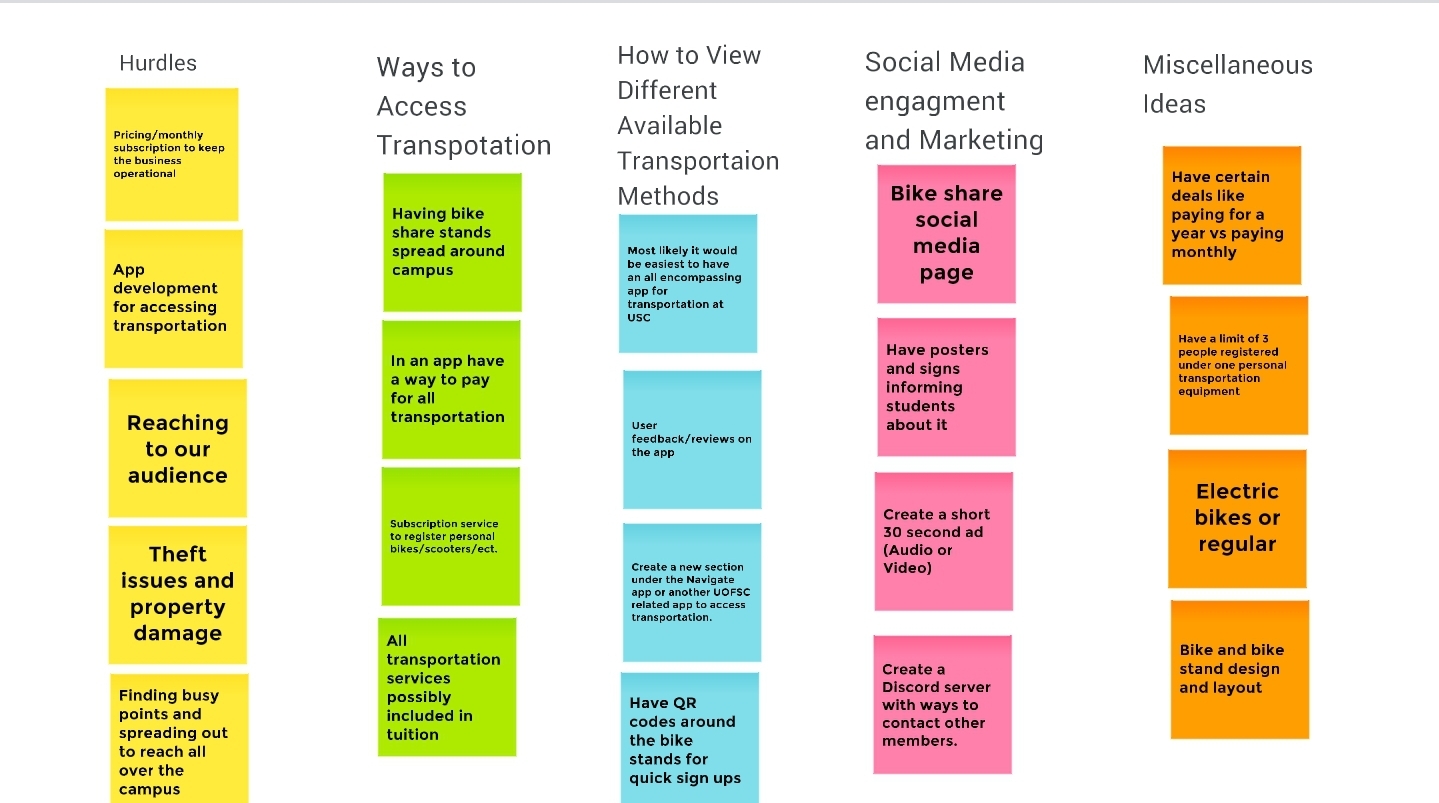 Hurdles
Pricing/monthly
subscription to keep
the business
operational
App
development
for accessing
transportation
Reaching
to our
audience
Theft
issues and
property
damage
Finding busy
points and
spreading out
to reach all
over the
campus
Ways to
Access
Transpotation
Having bike
share stands
spread around
campus
In an app have
a way to pay
for all
transportation
Subscription service
to register personal
bikes/scooters/ect.
All
transportation
services
possibly
included in
tuition
How to View
Different
Available
Transportaion
Methods
Most likely it would
be easiest to have
an all encompassing
app for
transportation at
USC
User
feedback/reviews on
the app
Create a new section
under the Navigate
app or another UOFSC
related app to access
transportation.
Have QR
codes around
the bike
stands for
quick sign ups
Social Media
engagment
and Marketing
Bike share
social
media
page
Have posters
and signs
informing
students
about it
Create a short
30 second ad
(Audio or
Video)
Create a
Discord server
with ways to
contact other
members.
Miscellaneous
Ideas
Have certain
deals like
paying for a
year vs paying
monthly
Have a limit of 3
people registered
under one personal
transportation
equipment
Electric
bikes or
regular
Bike and bike
stand design
and layout